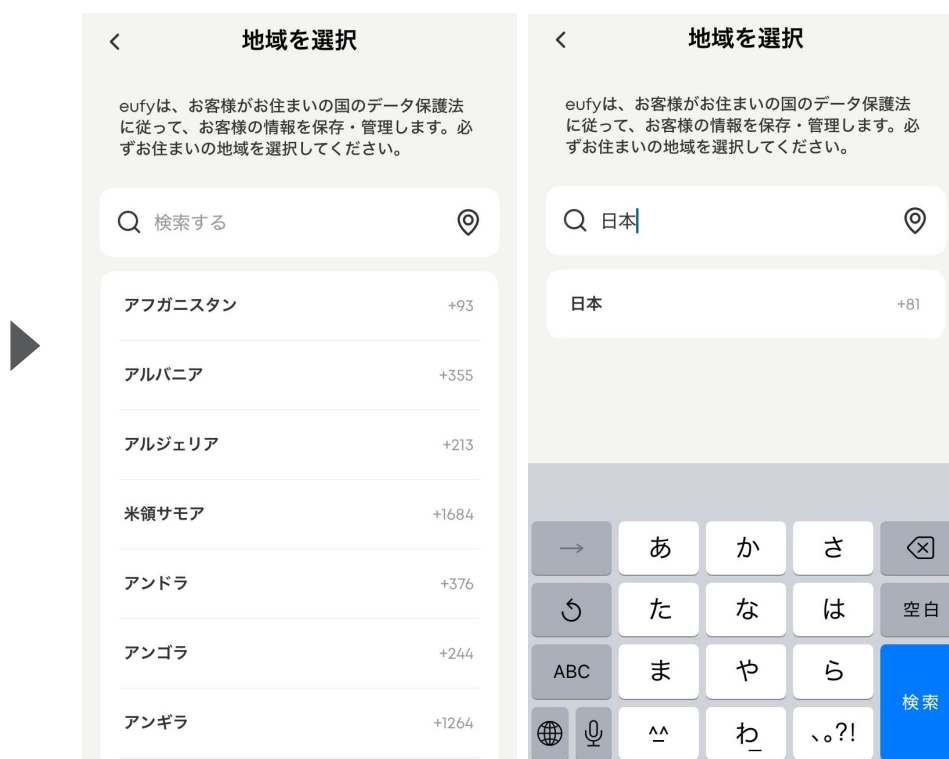 地域を選択
eufyは、お客様がお住まいの国のデータ保護法
に従って、お客様の情報を保存・管理します。必
ずお住まいの地域を選択してください。
検索する
アフガニスタン +93
アルバニア +355
アルジェリア +213
米領サモア +1684
アンドラ +376
アンゴラ +244
アンギラ +1264
地域を選択
eufyは、お客様がお住まいの国のデータ保護法
に従って、お客様の情報を保存・管理します。必
ずお住まいの地域を選択してください。
日本
日本 +81
→ あ か さ
た な は 空白
ABC ま や ら
検索
^^ わ_ 、。?!